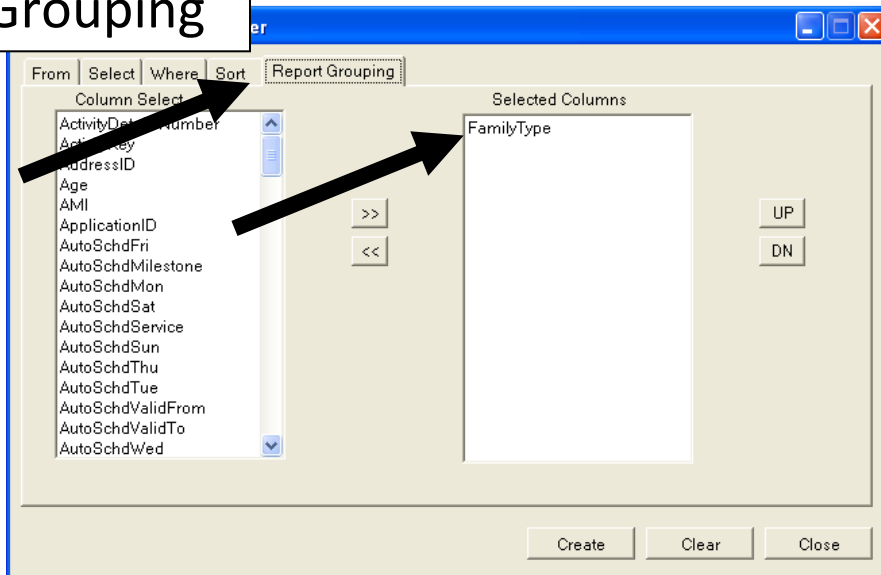 Grouping
er
From Select Where Sort Report Grouping
Column Select
Selected Columns
AddressID
Age
AMI
ApplicationID
AutoSchdFri
AutoSchdMilestone
AutoSchdMon
AutoSchdSat
AutoSchdService
AutoSchdSun
AutoSchdThu
AutoSchdTue
AutoSchdValidFrom
AutoSchdValidTo
AutoSchdWed
>>
<<
FamilyType
UP
DN
Create Clear Close